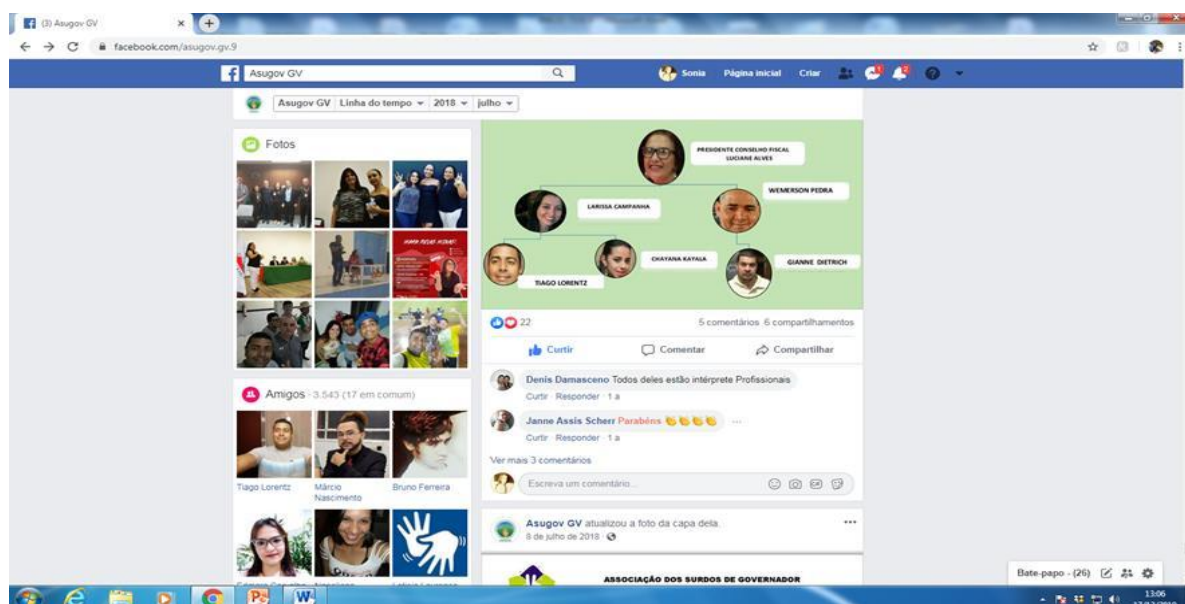 (3) Asugov GV
facebook.com/asugov.gv.9
Asugov GV
Sonia Página inicial Criar
Asugov GV Linha do tempo 2018 julho
Fotos
PRESIDENTE CONSELHO FISCAL
LUCIANE ALVES
WEMERSON PEDRA
LARISSA CAMPANHA
CHAYANA KATALA
GIANNE DIETRICH
TIAGO LORENTZ
22
5 comentários 6 compartilhamentos
Curtir Comentar Compartilhar
Denis Damasceno Todos deles estão intérprete Profissionais
Curtir · Responder · 1 a
Janne Assis Scherr Parabéns 👏👏👏👏
Curtir · Responder · 1 a
Ver mais 3 comentários
Escreva um comentário...
Amigos · 3.543 (17 em comum)
Tiago Lorentz
Márcio Nascimento
Bruno Ferreira
Asugov GV atualizou a foto da capa dela.
8 de julho de 2018
ASSOCIAÇÃO DOS SURDOS DE GOVERNADOR
Bate-papo · (26)
13:06